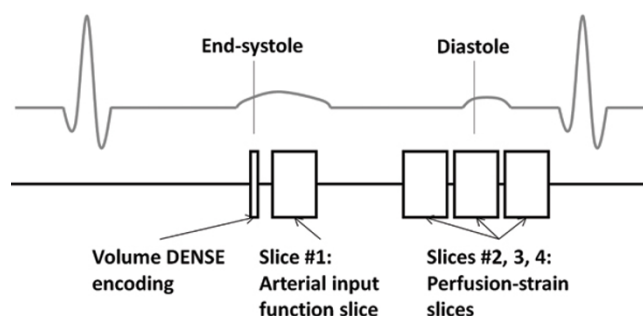 End-systole
Diastole
Volume DENSE
encoding
Slice #1:
Arterial input
function slice
Slices #2, 3, 4:
Perfusion-strain
slices